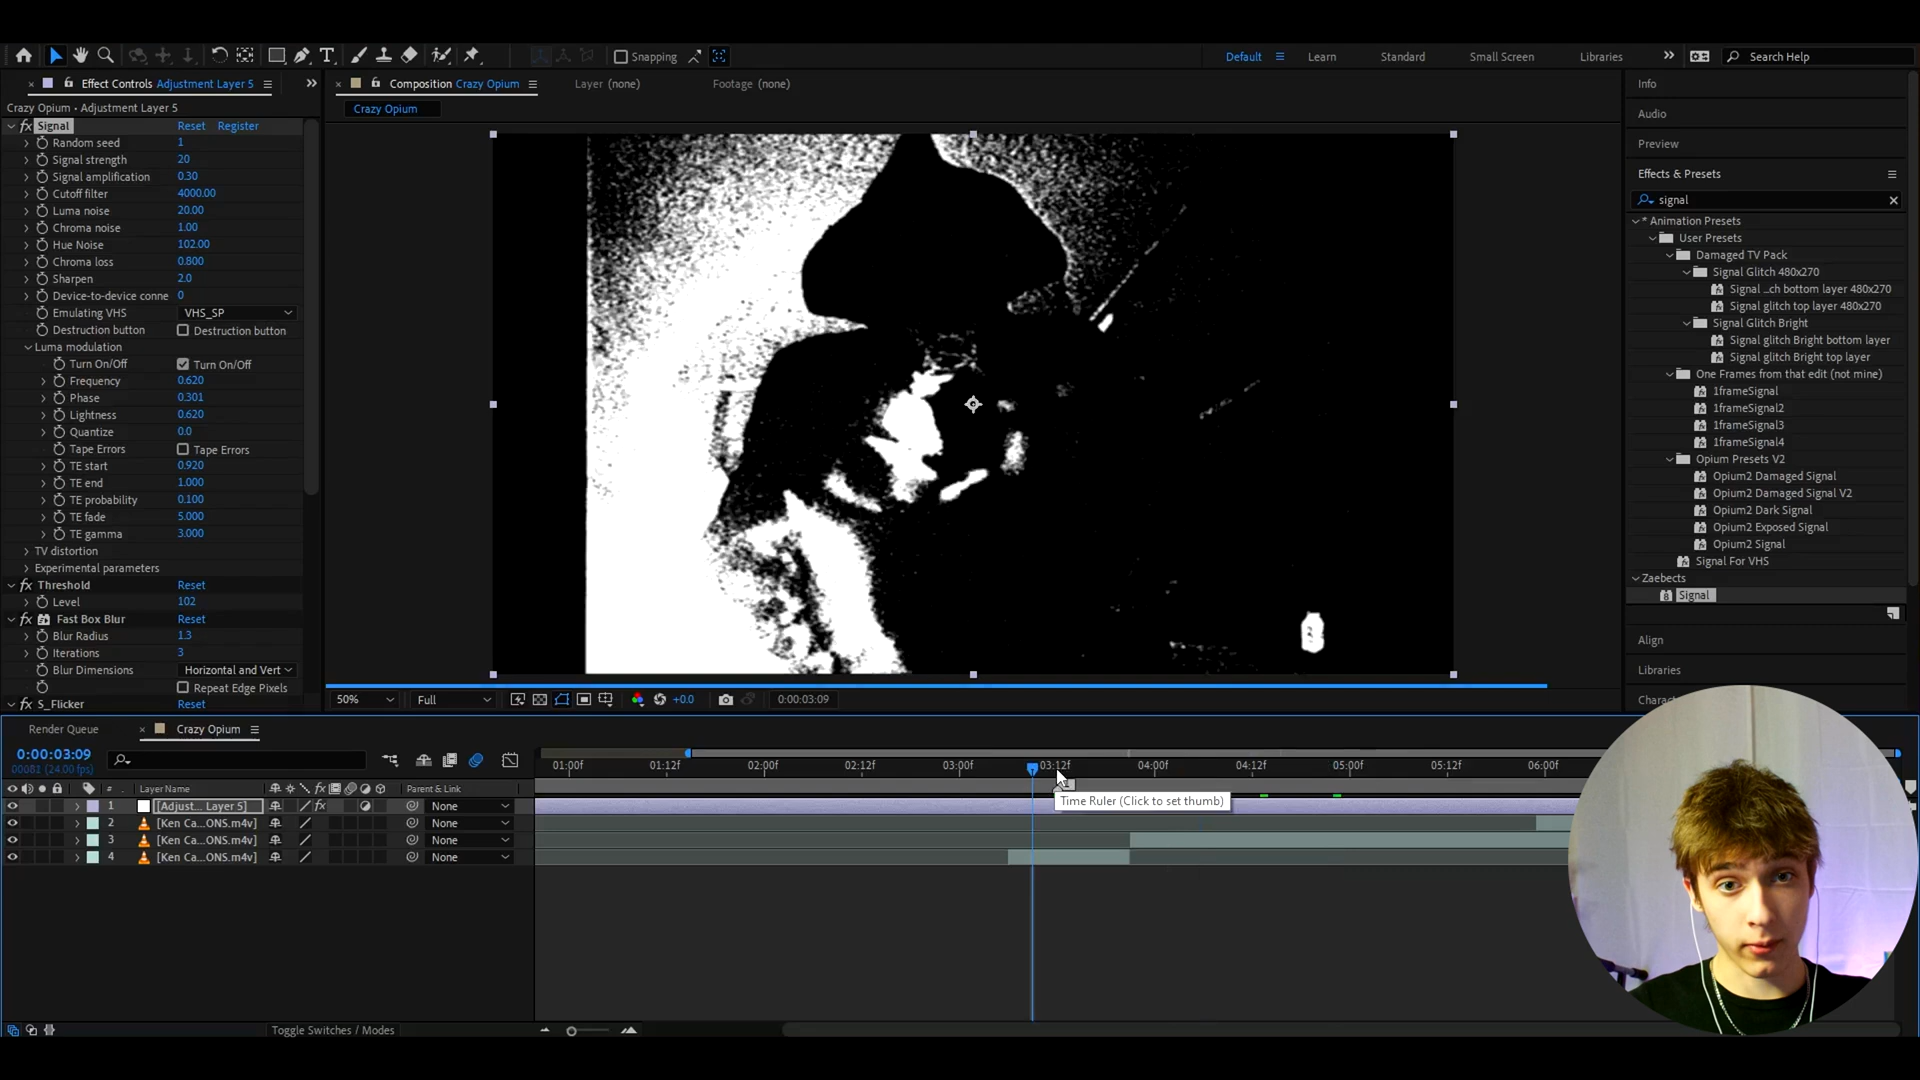 Snapping
Default
Learn
Standard
Small Screen
Libraries
Search Help
Effect Controls Adjustment Layer 5
Composition Crazy Opium
Layer (none)
Footage (none)
Crazy Opium • Adjustment Layer 5
Crazy Opium
Signal Reset Register
Random seed 1
Signal strength 20
Signal amplification 0.30
Cutoff filter 4000.00
Luma noise 20.00
Chroma noise 1.00
Hue Noise 102.00
Chroma loss 0.800
Sharpen 2.0
Device-to-device conne 0
Emulating VHS VHS_SP
Destruction button Destruction button
Luma modulation
Turn On/Off Turn On/Off
Frequency 0.620
Phase 0.301
Lightness 0.620
Quantize 0.0
Tape Errors Tape Errors
TE start 0.920
TE end 1.000
TE probability 0.100
TE fade 5.000
TE gamma 3.000
TV distortion
Experimental parameters
Threshold Reset
Level 102
Fast Box Blur Reset
Blur Radius 1.3
Iterations 3
Blur Dimensions Horizontal and Vert
Repeat Edge Pixels
S_Flicker Reset
50%
Full
+0.0
0:00:03:09
Info
Audio
Preview
Effects & Presets
signal
* Animation Presets
User Presets
Damaged TV Pack
Signal Glitch 480x270
Signal ...ch bottom layer 480x270
Signal glitch top layer 480x270
Signal Glitch Bright
Signal glitch Bright bottom layer
Signal glitch Bright top layer
One Frames from that edit (not mine)
1frameSignal
1frameSignal2
1frameSignal3
1frameSignal4
Opium Presets V2
Opium2 Damaged Signal
Opium2 Damaged Signal V2
Opium2 Dark Signal
Opium2 Exposed Signal
Opium2 Signal
Signal For VHS
Zaebects
Signal
Align
Libraries
Render Queue
Crazy Opium
0:00:03:09
00081 (24.00 fps)
01:00f 01:12f 02:00f 02:12f 03:00f 03:12f 04:00f 04:12f 05:00f 05:12f 06:00f
# Layer Name Parent & Link
1 [Adjust... Layer 5] None
2 [Ken Ca...ONS.m4v] None
3 [Ken Ca...ONS.m4v] None
4 [Ken Ca...ONS.m4v] None
Time Ruler (Click to set thumb)
Toggle Switches / Modes